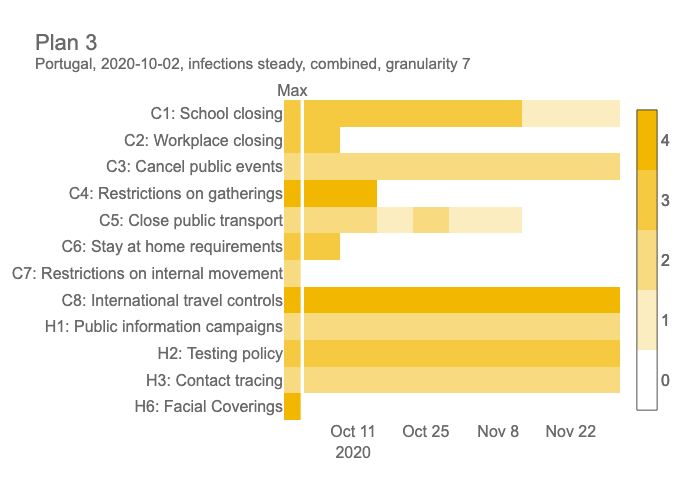 Plan 3
Portugal, 2020-10-02, infections steady, combined, granularity 7
Max
C1: School closing
C2: Workplace closing
C3: Cancel public events
C4: Restrictions on gatherings
C5: Close public transport
C6: Stay at home requirements
C7: Restrictions on internal movement
C8: International travel controls
H1: Public information campaigns
H2: Testing policy
H3: Contact tracing
H6: Facial Coverings
Oct 11 Oct 25 Nov 8 Nov 22
2020
4
3
2
1
0